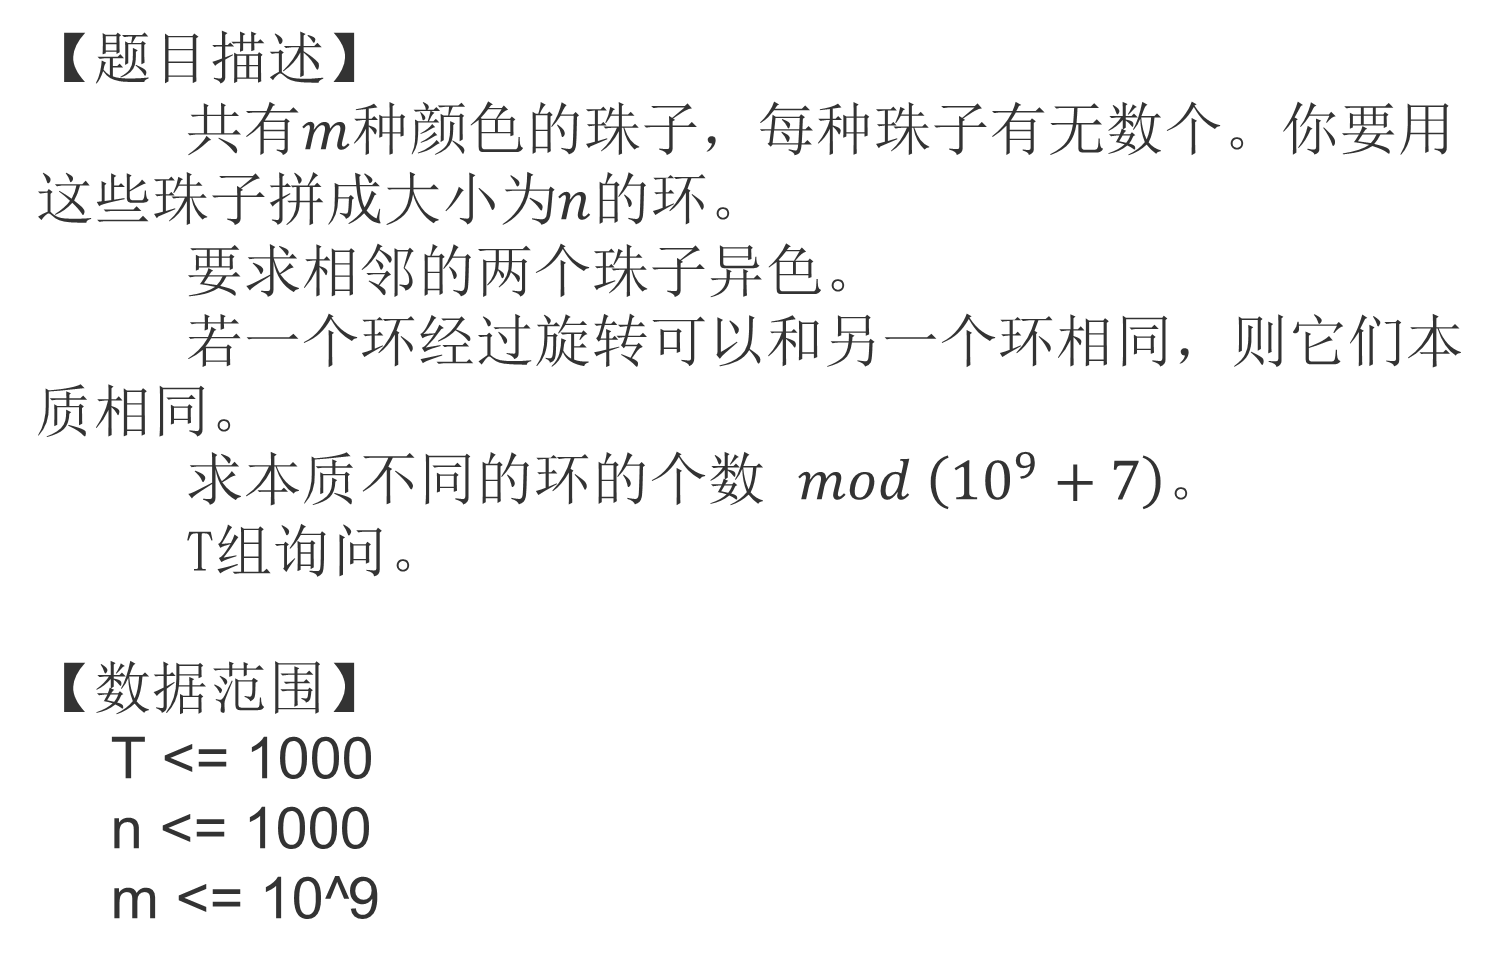 【题目描述】
共有m种颜色的珠子，每种珠子有无数个。你要用
这些珠子拼成大小为n的环。
要求相邻的两个珠子异色。
若一个环经过旋转可以和另一个环相同，则它们本
质相同。
求本质不同的环的个数 mod (10⁹ + 7)。
T组询问。
【数据范围】
T <= 1000
n <= 1000
m <= 10^9